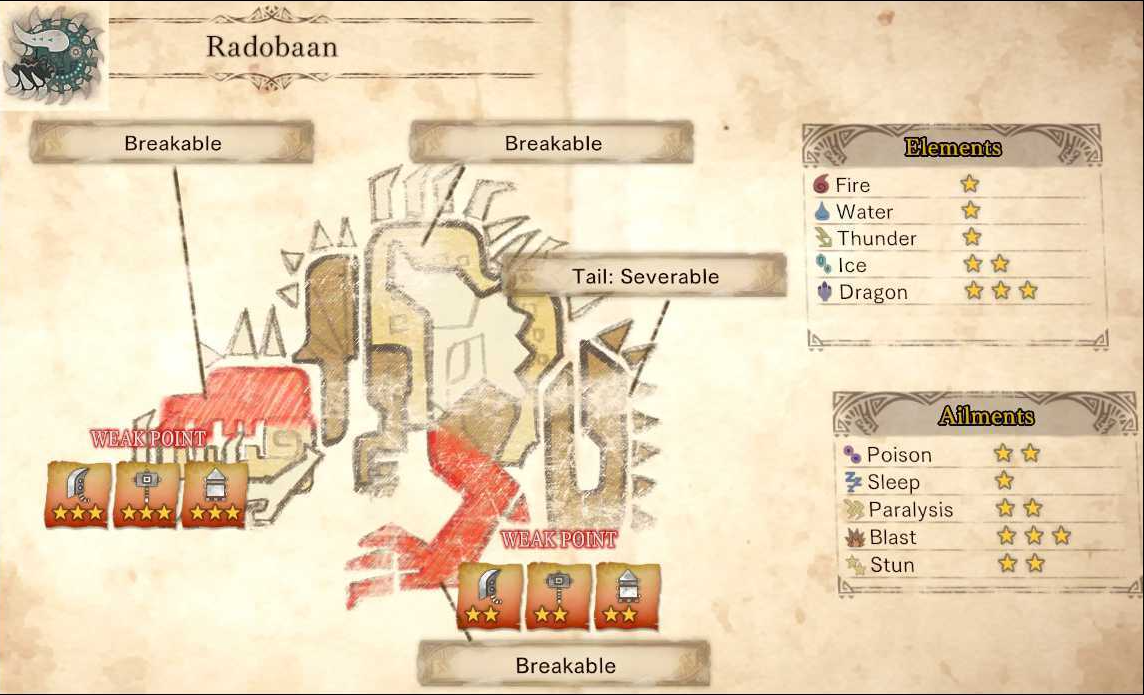 Radobaan
Breakable
Breakable
Tail: Severable
WEAK POINT
WEAK POINT
Breakable
Elements
Fire
Water
Thunder
Ice
Dragon
Ailments
Poison
Sleep
Paralysis
Blast
Stun